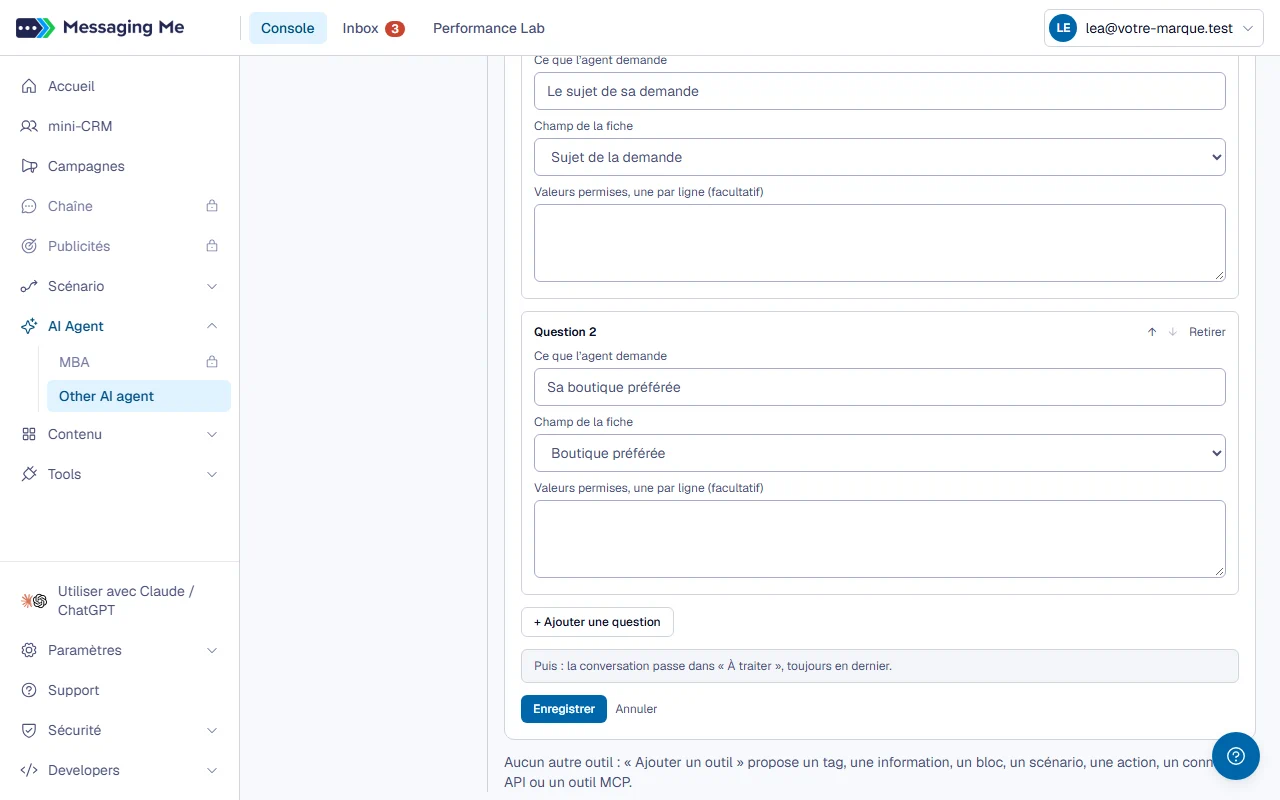 Messaging Me
Console
Inbox 3
Performance Lab
LE lea@votre-marque.test
Accueil
mini-CRM
Campagnes
Chaîne
Publicités
Scénario
AI Agent
MBA
Other AI agent
Contenu
Tools
Utiliser avec Claude /
ChatGPT
Paramètres
Support
Sécurité
Developers
Ce que l'agent demande
Le sujet de sa demande
Champ de la fiche
Sujet de la demande
Valeurs permises, une par ligne (facultatif)
Question 2
↑ ↓ Retirer
Ce que l'agent demande
Sa boutique préférée
Champ de la fiche
Boutique préférée
Valeurs permises, une par ligne (facultatif)
+ Ajouter une question
Puis : la conversation passe dans « À traiter », toujours en dernier.
Enregistrer
Annuler
Aucun autre outil : « Ajouter un outil » propose un tag, une information, un bloc, un scénario, une action, un
API ou un outil MCP.